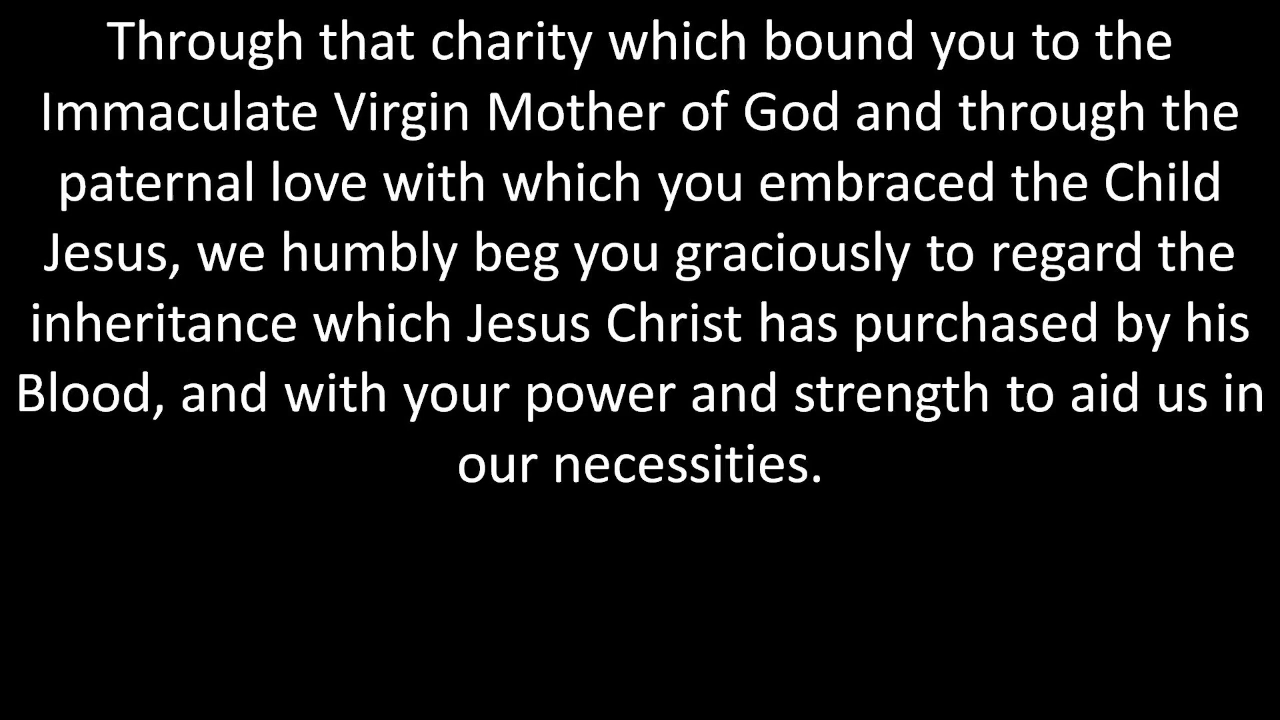 Through that charity which bound you to the
Immaculate Virgin Mother of God and through the
paternal love with which you embraced the Child
Jesus, we humbly beg you graciously to regard the
inheritance which Jesus Christ has purchased by his
Blood, and with your power and strength to aid us in
our necessities.